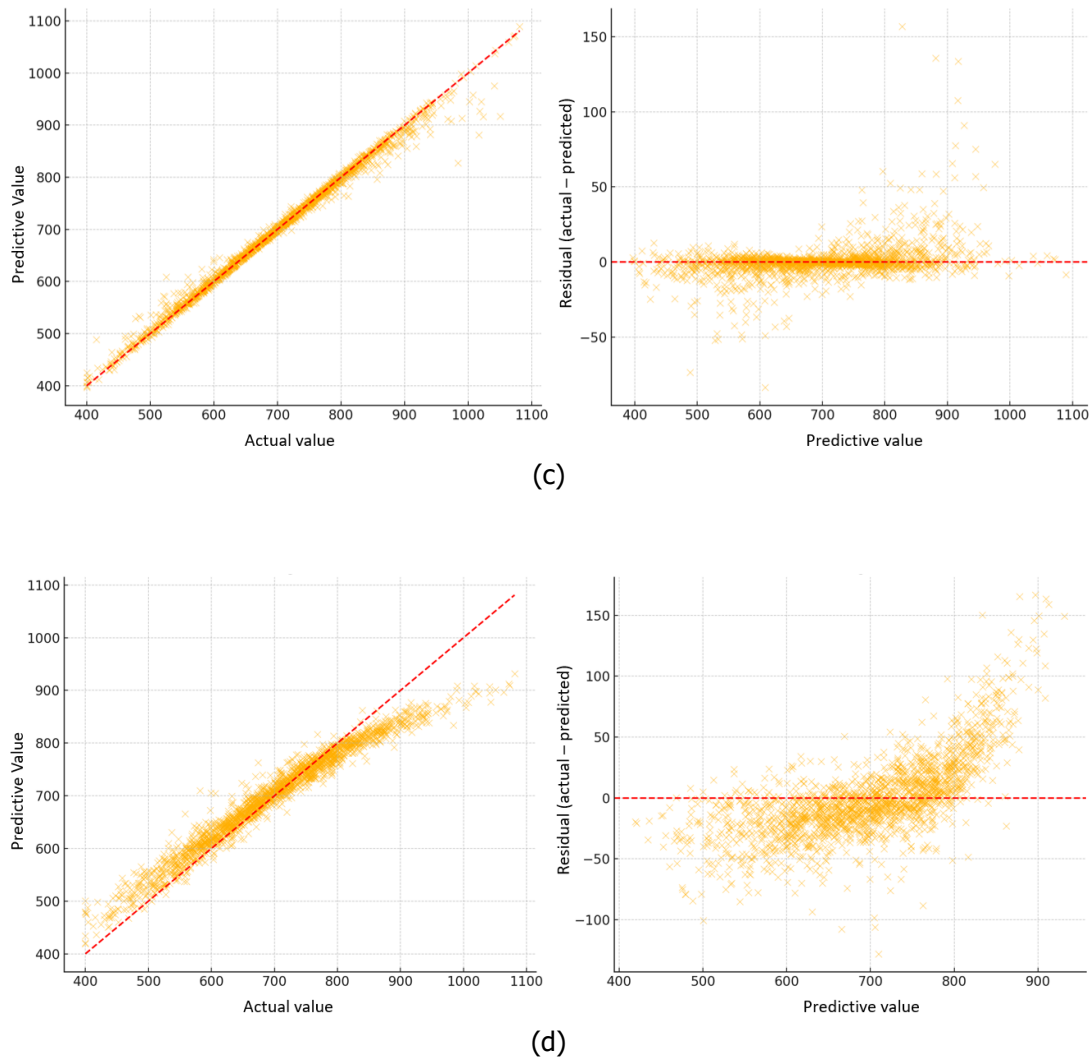 1100
1000
900
800
700
600
500
400
Predictive Value
400 500 600 700 800 900 1000 1100
Actual value
150
100
50
0
−50
Residual (actual – predicted)
400 500 600 700 800 900 1000 1100
Predictive value
(c)
1100
1000
900
800
700
600
500
400
Predictive Value
400 500 600 700 800 900 1000 1100
Actual value
150
100
50
0
−50
−100
Residual (actual – predicted)
400 500 600 700 800 900
Predictive value
(d)